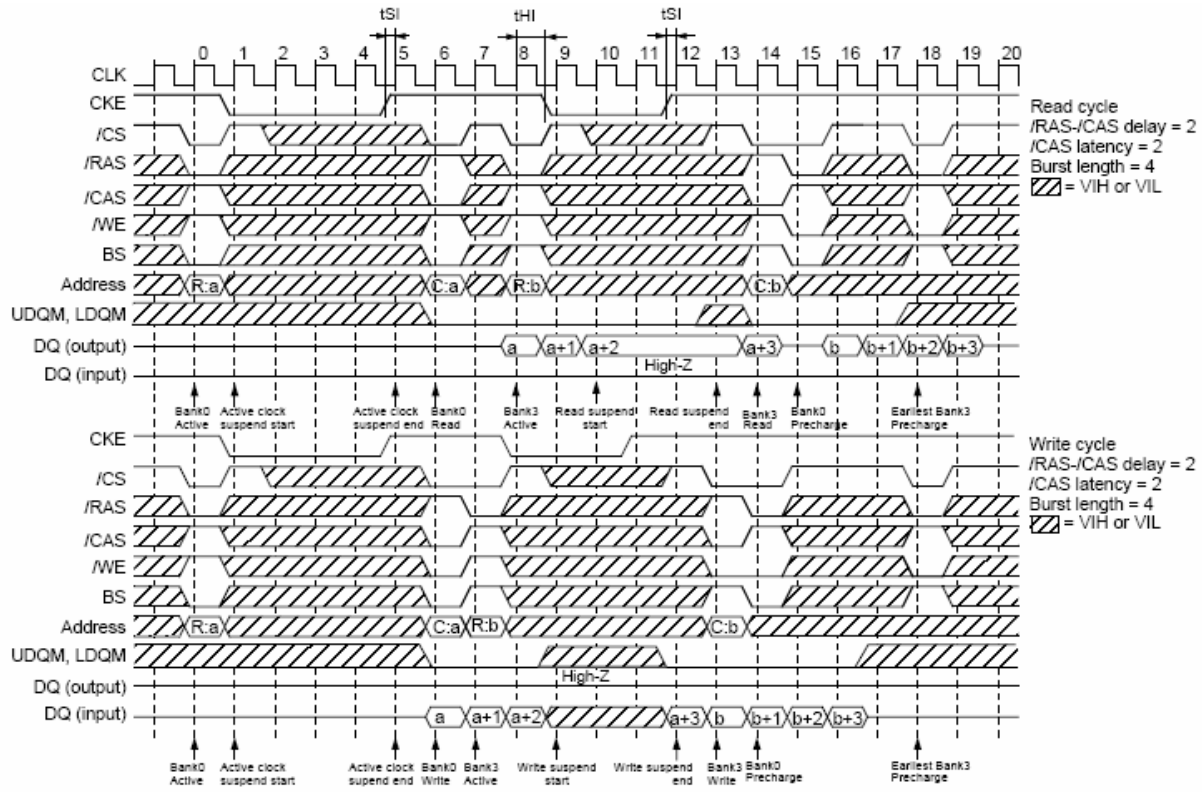 tSI tHI tSI
0 1 2 3 4 5 6 7 8 9 10 11 12 13 14 15 16 17 18 19 20
CLK
CKE
/CS
/RAS
/CAS
/WE
BS
Address R:a C:a R:b C:b
UDQM, LDQM
DQ (output) a a+1 a+2 a+3 b b+1 b+2 b+3
High-Z
DQ (input)
Bank0 Active
Active clock suspend start
Active clock suspend end
Bank0 Read
Bank3 Active
Read suspend start
Read suspend end
Bank3 Read
Bank0 Precharge
Earliest Bank3 Precharge
Read cycle
/RAS-/CAS delay = 2
/CAS latency = 2
Burst length = 4
= VIH or VIL
CKE
/CS
/RAS
/CAS
/WE
BS
Address R:a C:a R:b C:b
UDQM, LDQM
High-Z
DQ (output)
DQ (input) a a+1 a+2 a+3 b b+1 b+2 b+3
Bank0 Active
Active clock suspend start
Active clock supend end
Bank0 Write
Bank3 Active
Write suspend start
Write suspend end
Bank3 Write
Bank0 Precharge
Earliest Bank3 Precharge
Write cycle
/RAS-/CAS delay = 2
/CAS latency = 2
Burst length = 4
= VIH or VIL